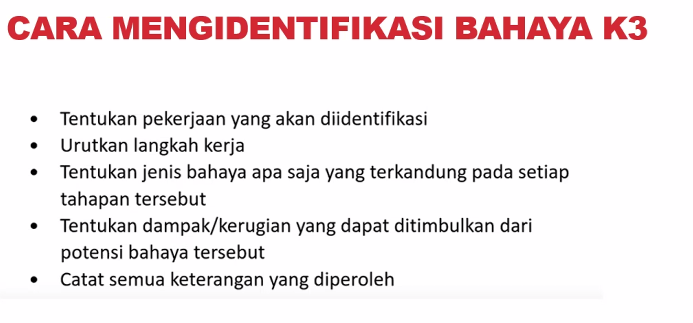 CARA MENGIDENTIFIKASI BAHAYA K3
• Tentukan pekerjaan yang akan diidentifikasi
• Urutkan langkah kerja
• Tentukan jenis bahaya apa saja yang terkandung pada setiap
tahapan tersebut
• Tentukan dampak/kerugian yang dapat ditimbulkan dari
potensi bahaya tersebut
• Catat semua keterangan yang diperoleh